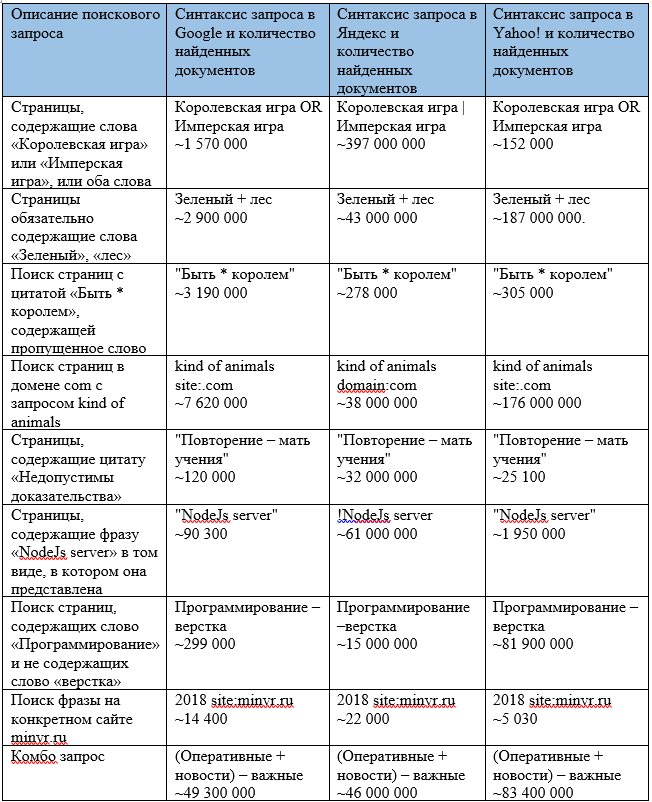 Описание поискового
запроса
Синтаксис запроса в
Google и количество
найденных
документов
Синтаксис запроса в
Яндекс и
количество
найденных
документов
Синтаксис запроса в
Yahoo! и количество
найденных
документов
Страницы,
содержащие слова
«Королевская игра»
или «Имперская
игра», или оба слова
Королевская игра OR
Имперская игра
~1 570 000
Королевская игра |
Имперская игра
~397 000 000
Королевская игра OR
Имперская игра
~152 000
Страницы
обязательно
содержащие слова
«Зеленый», «лес»
Зеленый + лес
~2 900 000
Зеленый + лес
~43 000 000
Зеленый + лес
~187 000 000.
Поиск страниц с
цитатой «Быть *
королем»,
содержащей
пропущенное слово
"Быть * королем"
~3 190 000
"Быть * королем"
~278 000
"Быть * королем"
~305 000
Поиск страниц в
домене com с
запросом kind of
animals
kind of animals
site:.com
~7 620 000
kind of animals
domain:com
~38 000 000
kind of animals
site:.com
~176 000 000
Страницы,
содержащие цитату
«Недопустимы
доказательства»
"Повторение – мать
учения"
~120 000
"Повторение – мать
учения"
~32 000 000
"Повторение – мать
учения"
~25 100
Страницы,
содержащие фразу
«NodeJs server» в том
виде, в котором она
представлена
"NodeJs server"
~90 300
!NodeJs server
~61 000 000
"NodeJs server"
~1 950 000
Поиск страниц,
содержащих слово
«Программирование»
и не содержащих
слово «верстка»
Программирование –
верстка
~299 000
Программирование
–верстка
~15 000 000
Программирование –
верстка
~81 900 000
Поиск фразы на
конкретном сайте
minvr.ru
2018 site:minvr.ru
~14 400
2018 site:minvr.ru
~22 000
2018 site:minvr.ru
~5 030
Комбо запрос
(Оперативные +
новости) – важные
~49 300 000
(Оперативные +
новости) – важные
~46 000 000
(Оперативные +
новости) – важные
~83 400 000